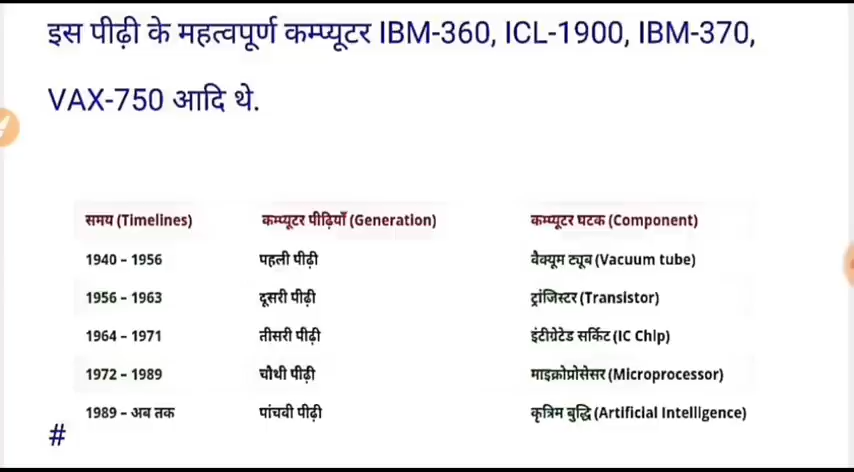 इस पीढ़ी के महत्वपूर्ण कम्प्यूटर IBM-360, ICL-1900, IBM-370,
VAX-750 आदि थे.
समय (Timelines) कम्प्यूटर पीढ़ियाँ (Generation) कम्प्यूटर घटक (Component)
1940 – 1956 पहली पीढ़ी वैक्यूम ट्यूब (Vacuum tube)
1956 – 1963 दूसरी पीढ़ी ट्रांजिस्टर (Transistor)
1964 – 1971 तीसरी पीढ़ी इंटीग्रेटेड सर्किट (IC Chip)
1972 – 1989 चौथी पीढ़ी माइक्रोप्रोसेसर (Microprocessor)
1989 – अब तक पांचवी पीढ़ी कृत्रिम बुद्धि (Artificial Intelligence)
#